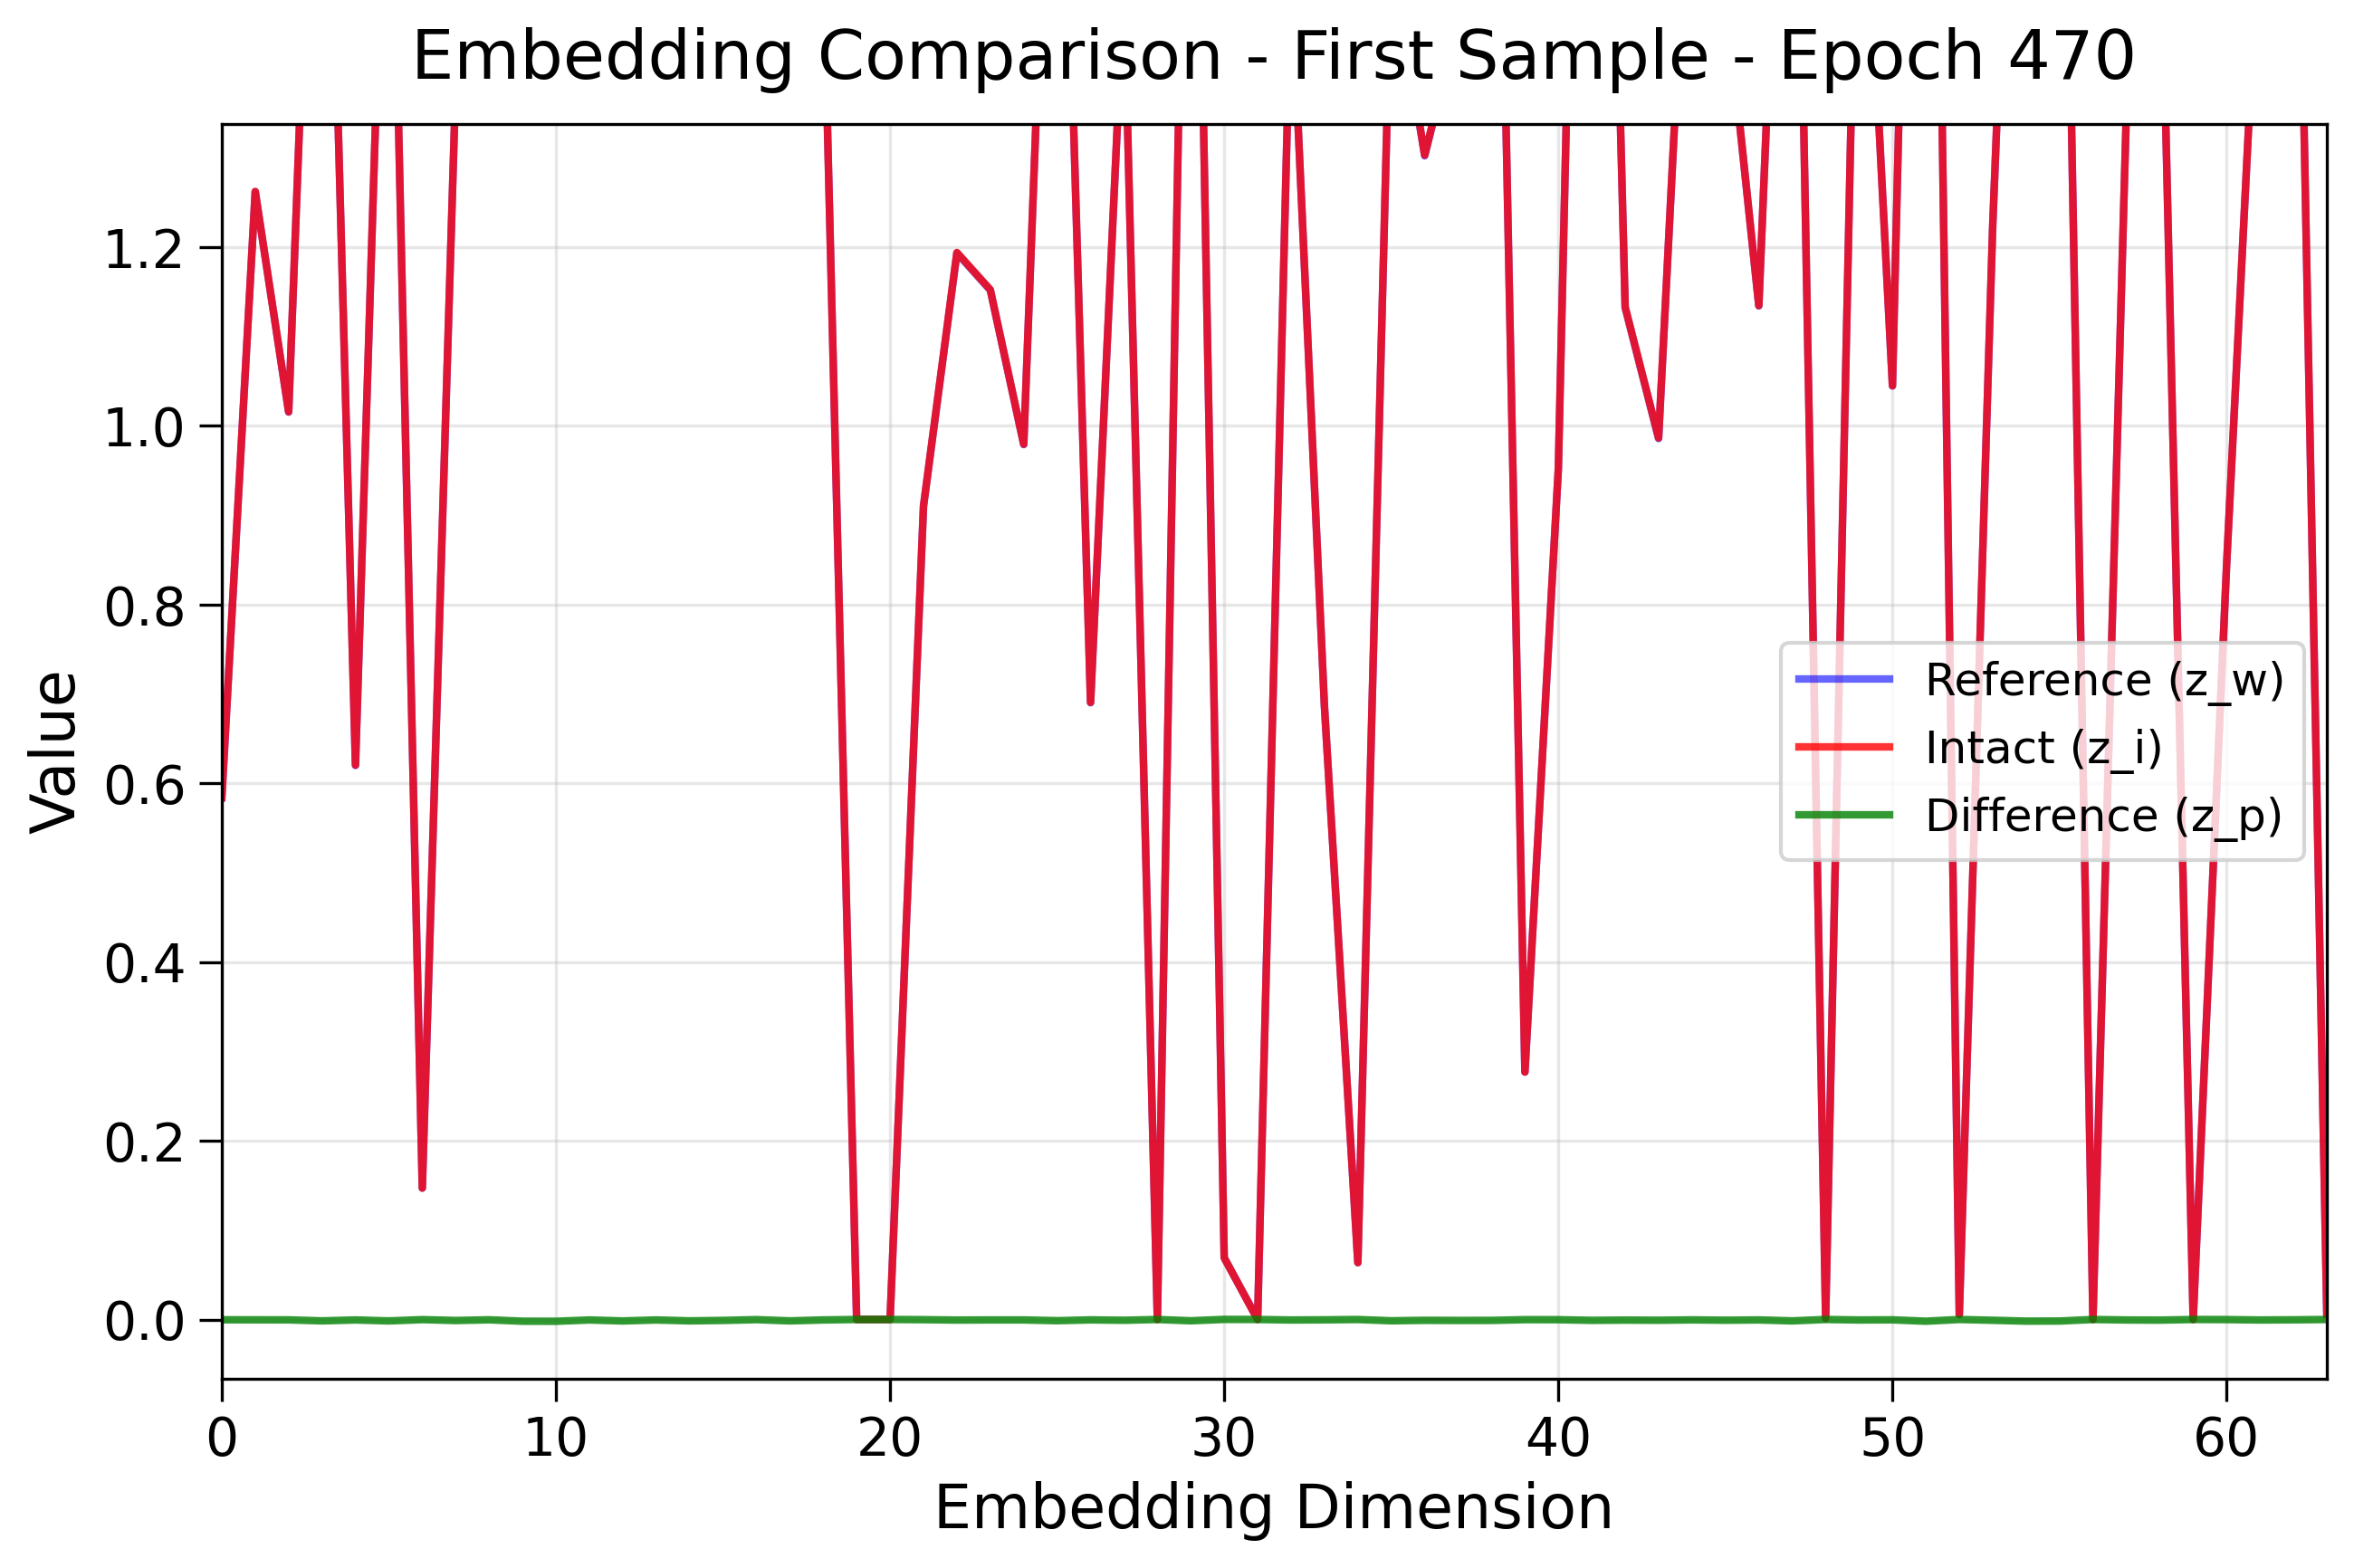 Embedding Comparison - First Sample - Epoch 470
Value
1.2
1.0
0.8
0.6
0.4
0.2
0.0
Reference (z_w)
Intact (z_i)
Difference (z_p)
0 10 20 30 40 50 60
Embedding Dimension